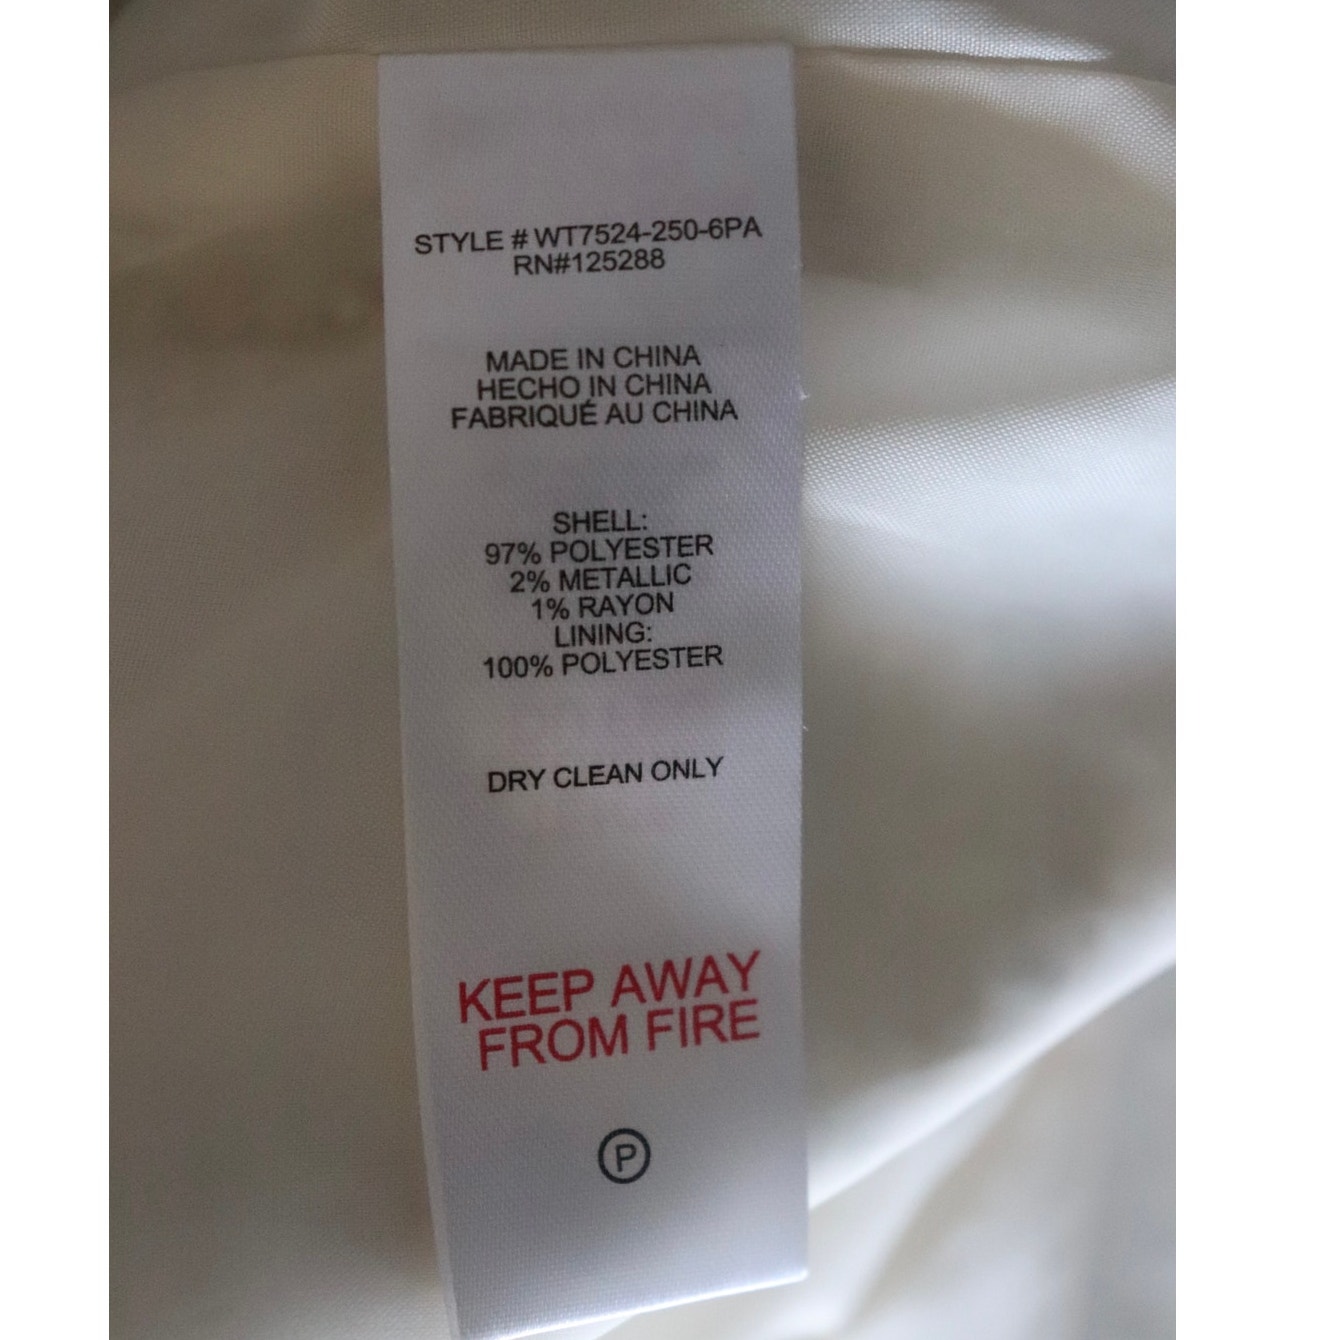 STYLE # WT7524-250-6PA
RN#125288
MADE IN CHINA
HECHO IN CHINA
FABRIQUÉ AU CHINA
SHELL:
97% POLYESTER
2% METALLIC
1% RAYON
LINING:
100% POLYESTER
DRY CLEAN ONLY
KEEP AWAY
FROM FIRE
P